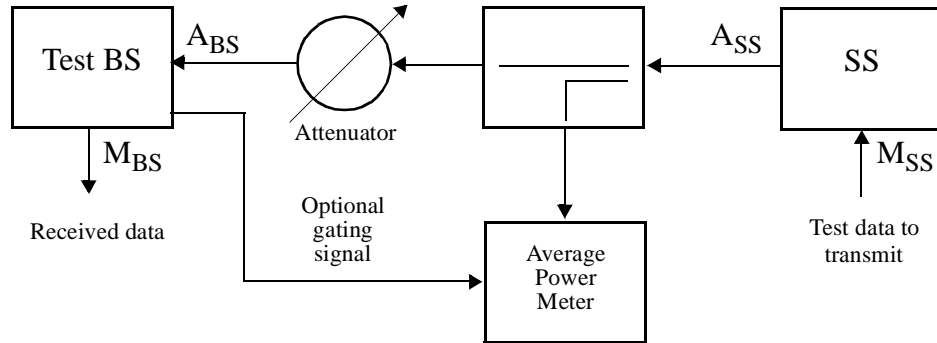 Test BS
A_BS
Attenuator
A_SS
SS
M_BS
Received data
Optional
gating
signal
Average
Power
Meter
M_SS
Test data to
transmit